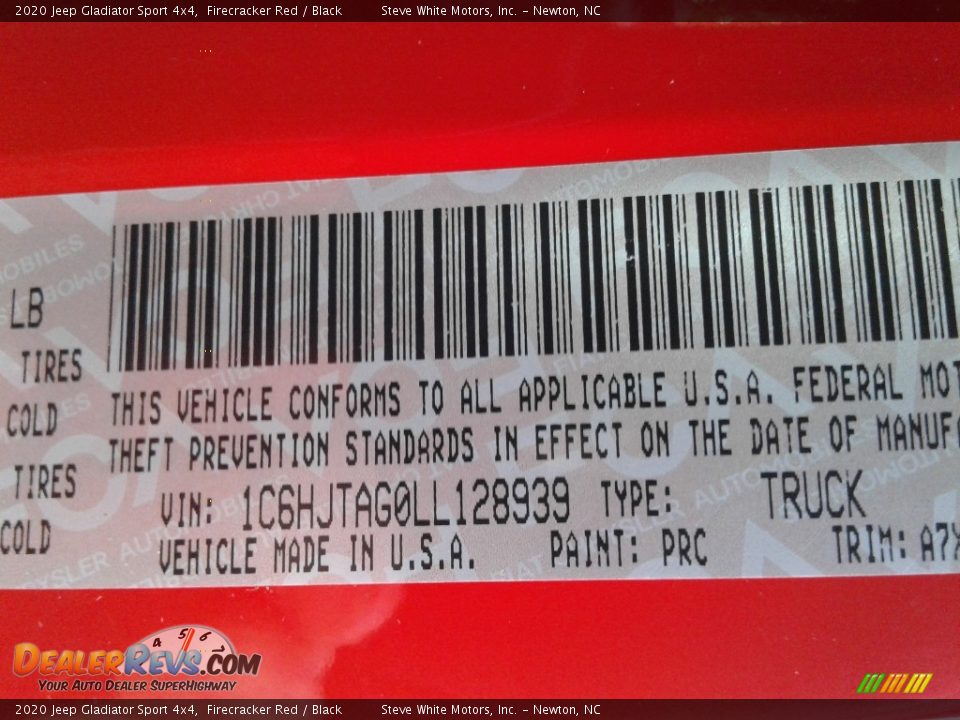 2020 Jeep Gladiator Sport 4x4, Firecracker Red / Black Steve White Motors, Inc. - Newton, NC
LB
TIRES
COLD
TIRES
COLD
THIS VEHICLE CONFORMS TO ALL APPLICABLE U.S.A. FEDERAL MOT
THEFT PREVENTION STANDARDS IN EFFECT ON THE DATE OF MANUF
VIN: 1C6HJTAG0LL128939 TYPE: TRUCK
VEHICLE MADE IN U.S.A. PAINT: PRC TRIM: A7X
4 5 6
DEALERREVS.COM
YOUR AUTO DEALER SUPERHIGHWAY
2020 Jeep Gladiator Sport 4x4, Firecracker Red / Black Steve White Motors, Inc. - Newton, NC